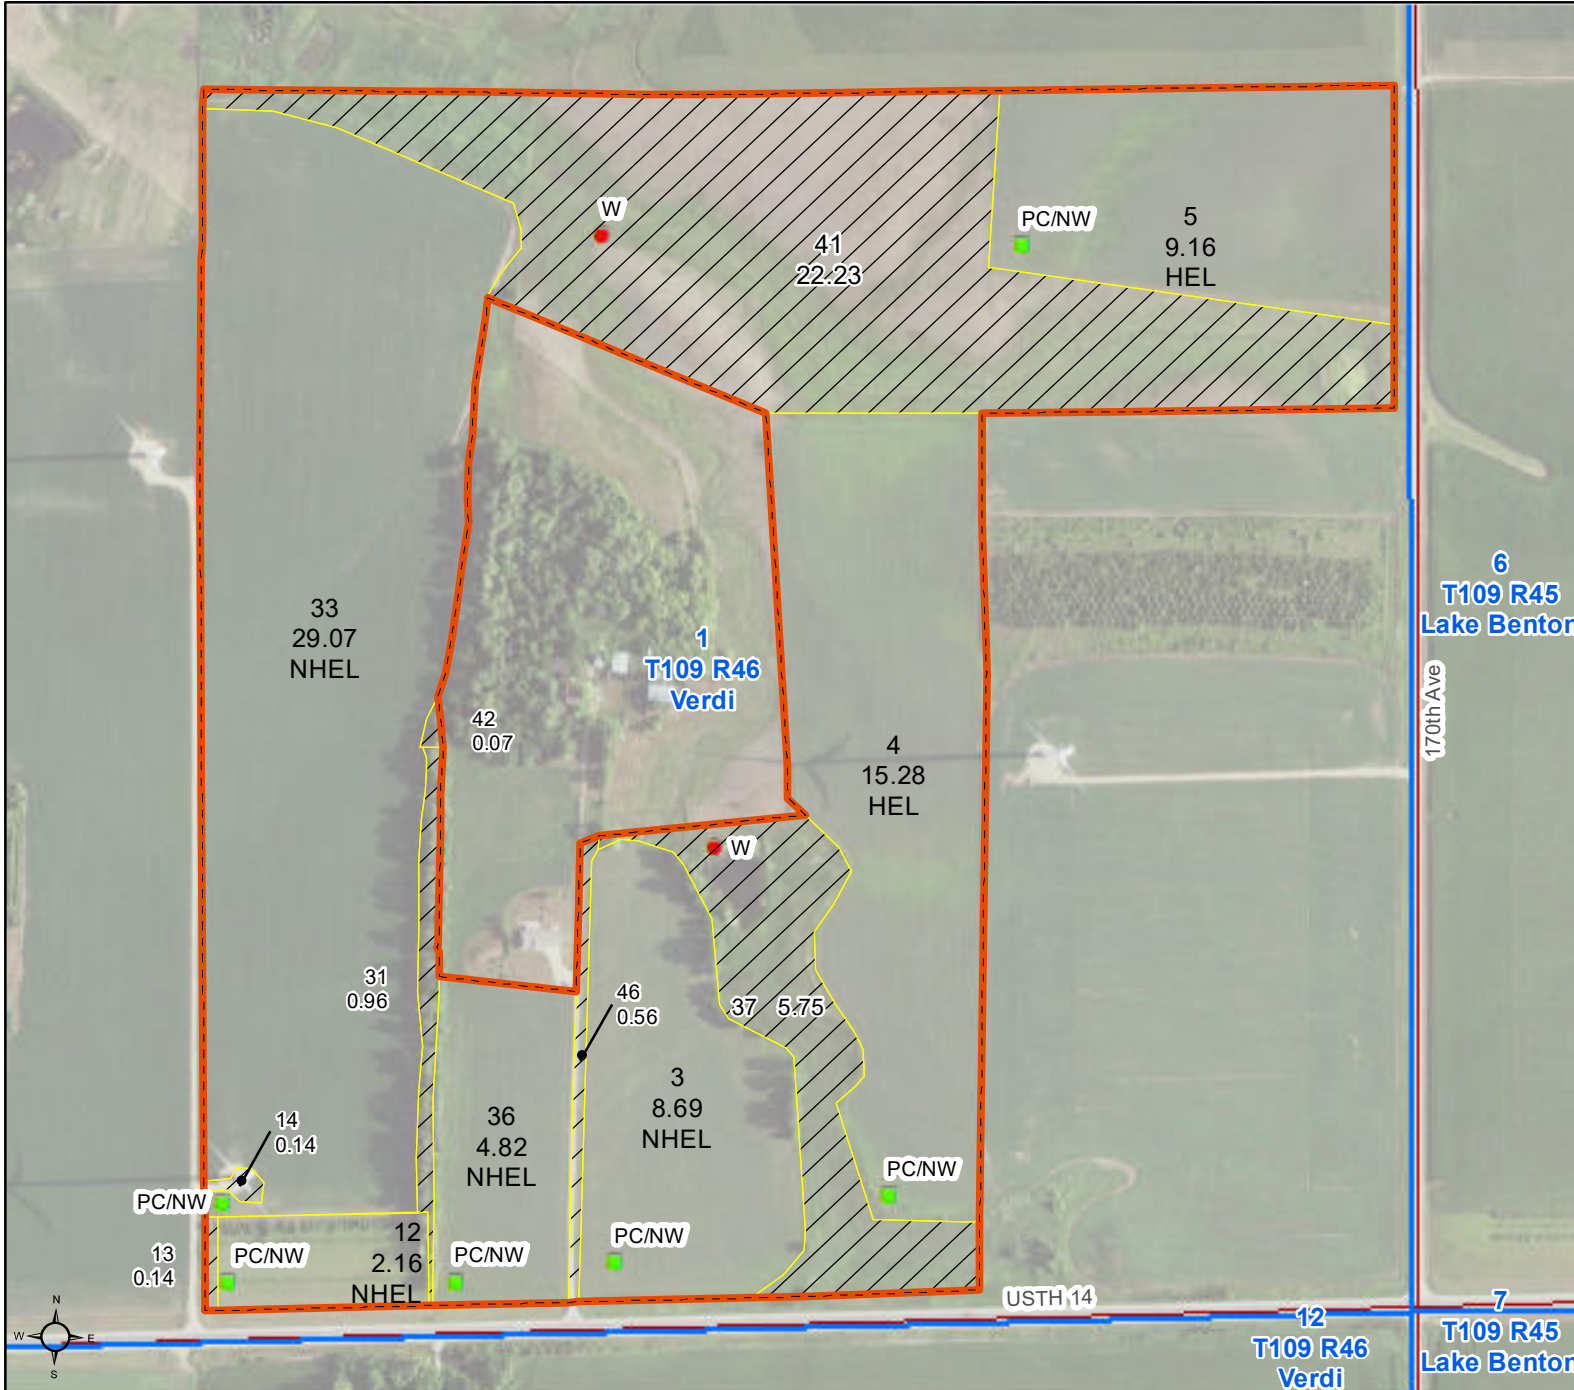 W
41
22.23
PC/NW
5
9.16
HEL
33
29.07
NHEL
6
T109 R45
Lake Benton
1
T109 R46
Verdi
170th Ave
42
0.07
4
15.28
HEL
W
31
0.96
46
0.56
37 5.75
3
8.69
NHEL
36
4.82
NHEL
14
0.14
PC/NW
PC/NW
13
0.14
PC/NW
12
2.16
NHEL
PC/NW
PC/NW
USTH 14
N
W E
S
12
T109 R46
Verdi
7
T109 R45
Lake Benton